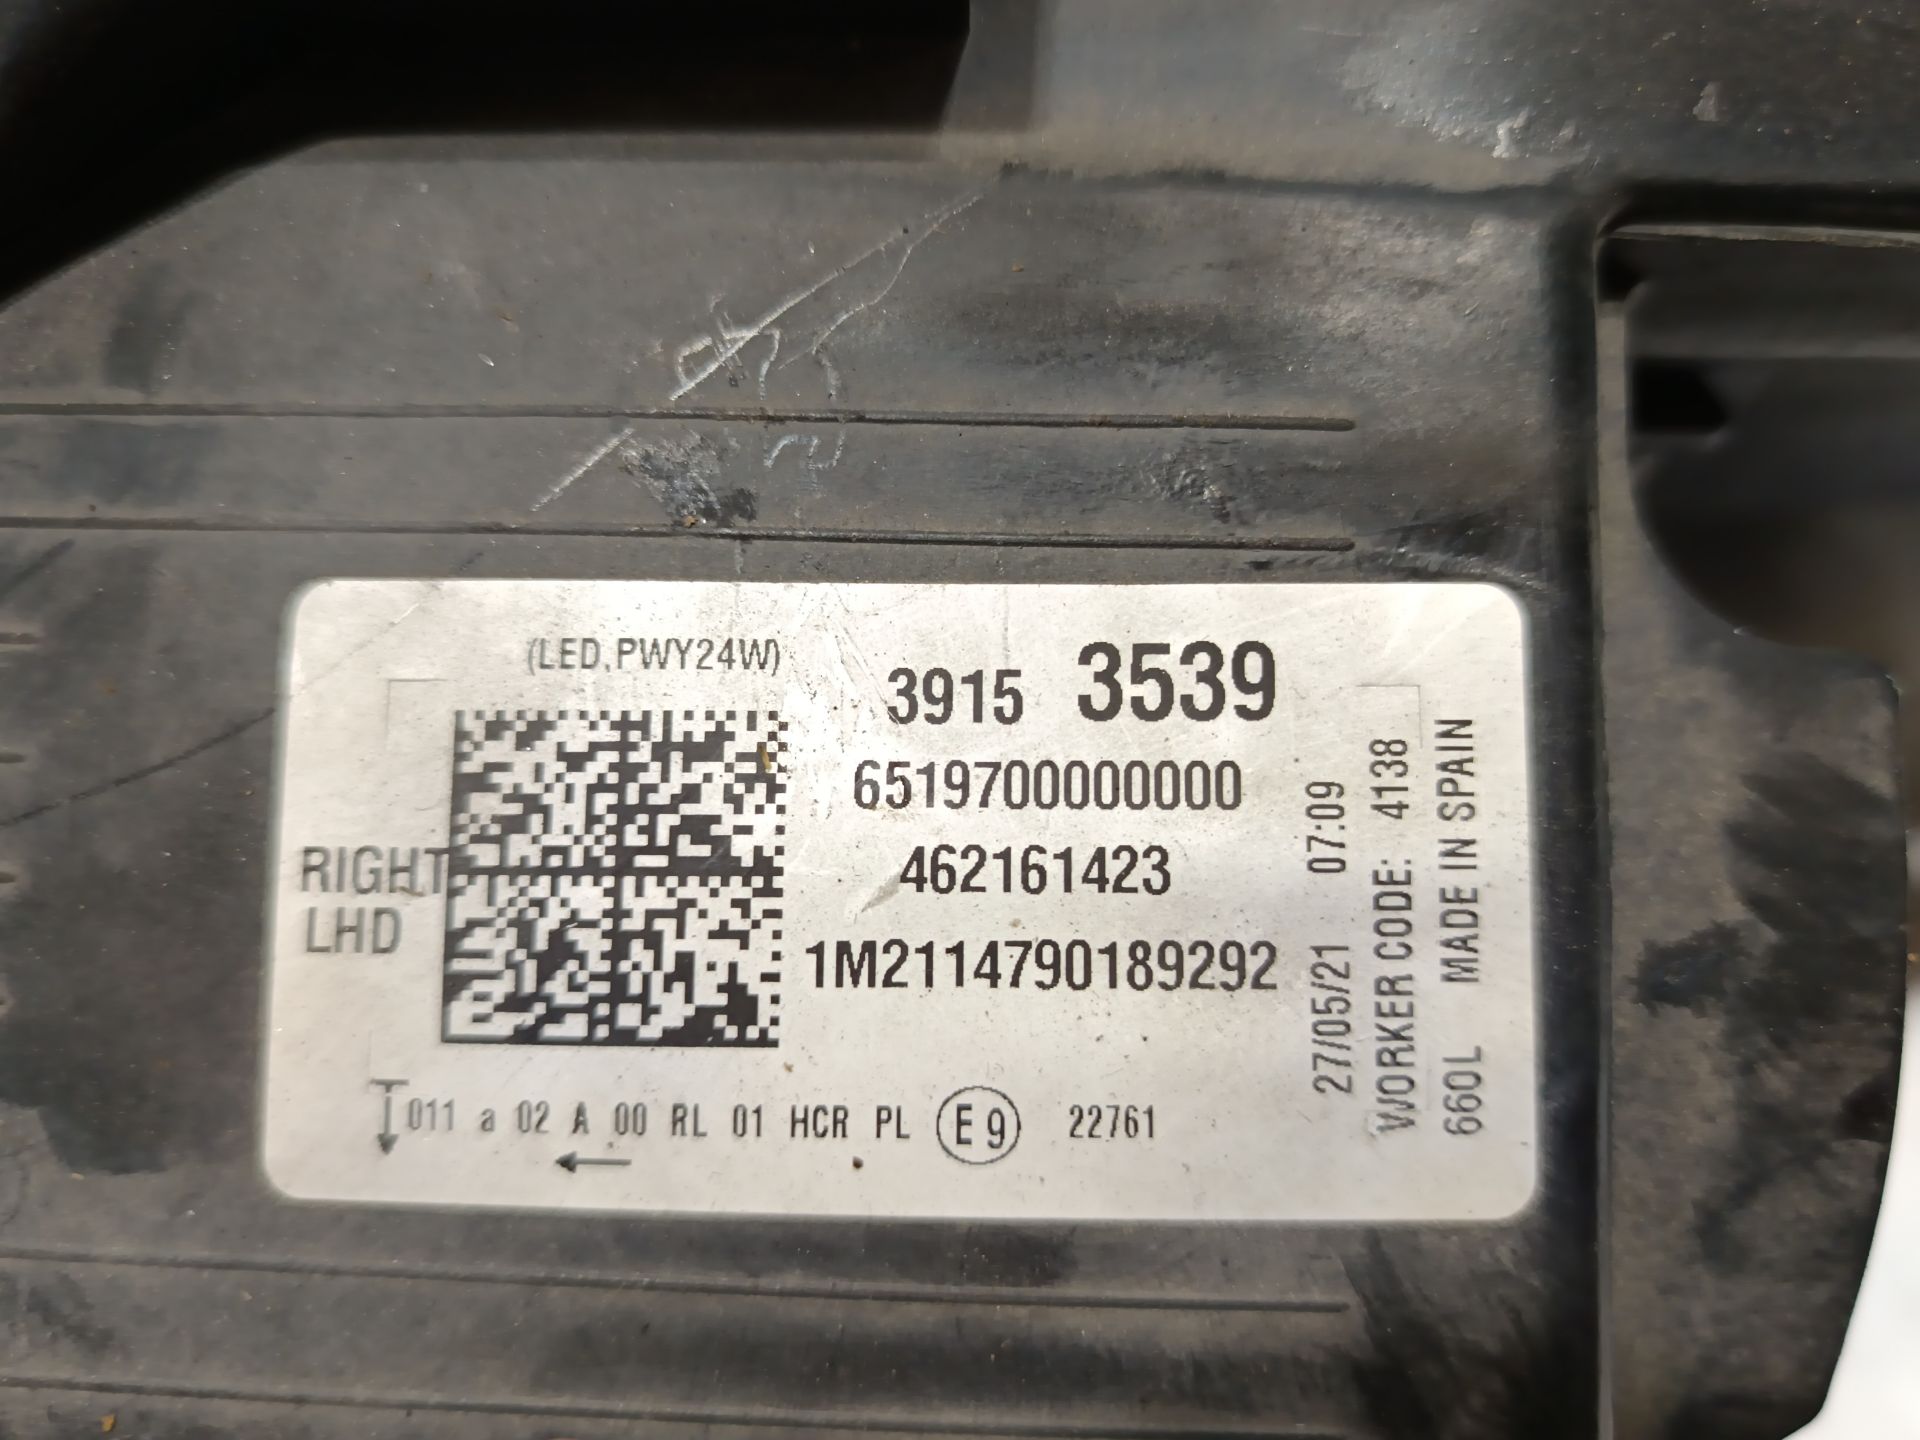 (LED,PWY24W)
3915 3539
6519700000000
462161423
1M2114790189292
RIGHT
LHD
011 a 02 A 00 RL 01 HCR PL E9 22761
27/05/21 07:09
WORKER CODE: 4138
660L MADE IN SPAIN